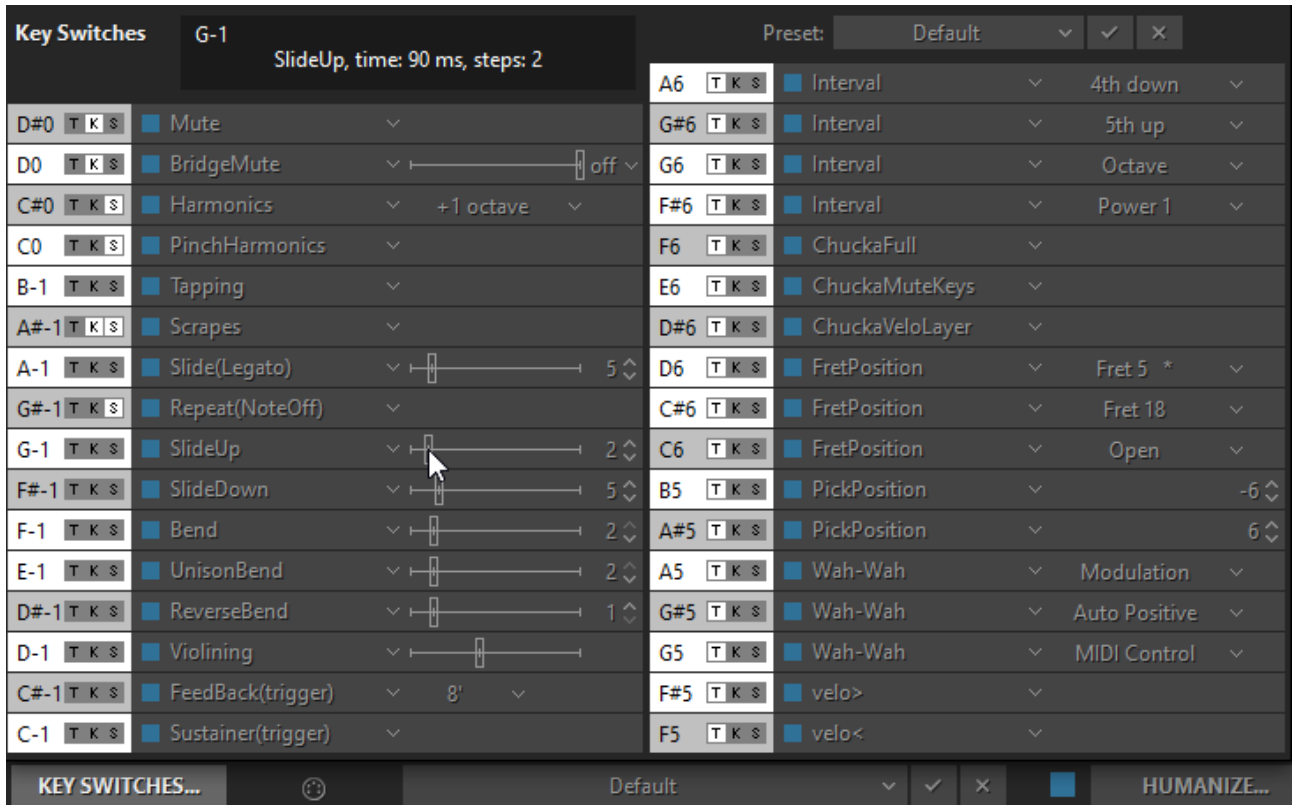 Key Switches
G-1
SlideUp, time: 90 ms, steps: 2
Preset: Default
D#0 T K S Mute
D0 T K S BridgeMute off
C#0 T K S Harmonics +1 octave
C0 T K S PinchHarmonics
B-1 T K S Tapping
A#-1 T K S Scrapes
A-1 T K S Slide(Legato) 5
G#-1 T K S Repeat(NoteOff)
G-1 T K S SlideUp 2
F#-1 T K S SlideDown 5
F-1 T K S Bend 2
E-1 T K S UnisonBend 2
D#-1 T K S ReverseBend 1
D-1 T K S Violining
C#-1 T K S FeedBack(trigger) 8'
C-1 T K S Sustainer(trigger)
A6 T K S Interval 4th down
G#6 T K S Interval 5th up
G6 T K S Interval Octave
F#6 T K S Interval Power 1
F6 T K S ChuckaFull
E6 T K S ChuckaMuteKeys
D#6 T K S ChuckaVeloLayer
D6 T K S FretPosition Fret 5 *
C#6 T K S FretPosition Fret 18
C6 T K S FretPosition Open
B5 T K S PickPosition -6
A#5 T K S PickPosition 6
A5 T K S Wah-Wah Modulation
G#5 T K S Wah-Wah Auto Positive
G5 T K S Wah-Wah MIDI Control
F#5 T K S velo>
F5 T K S velo<
KEY SWITCHES... Default HUMANIZE...